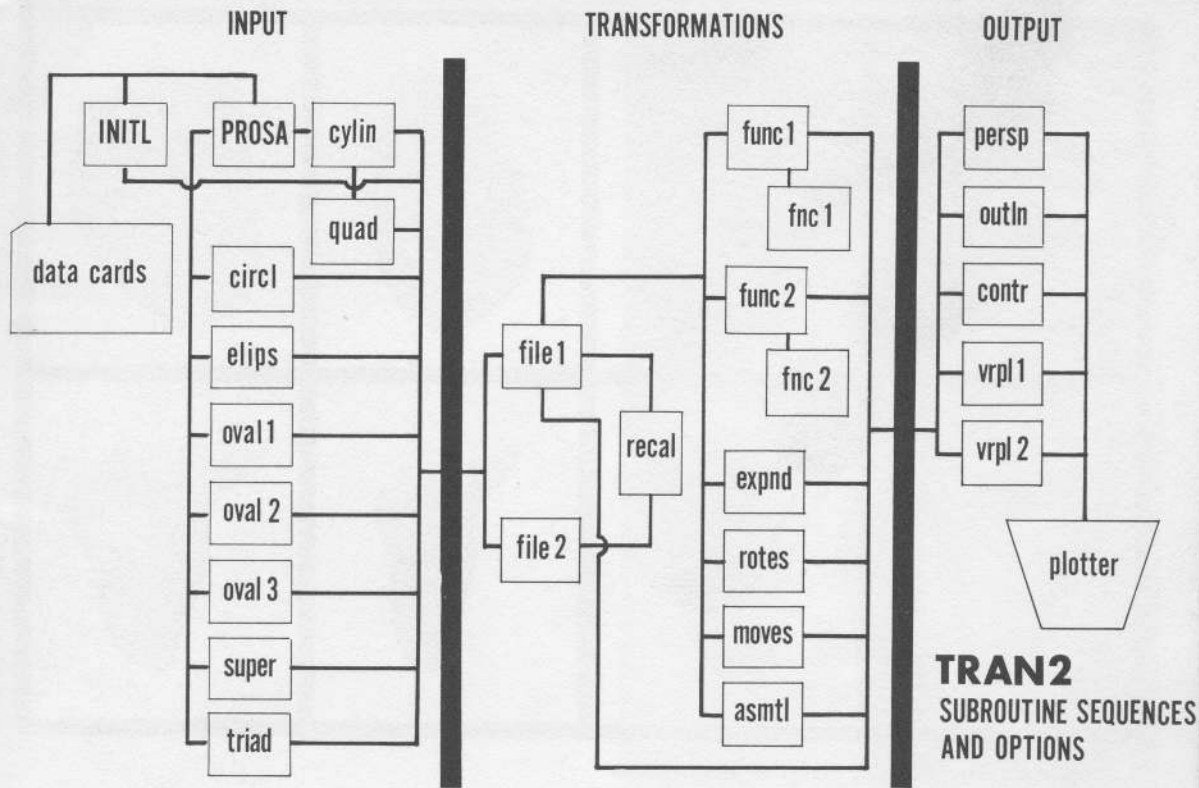 INPUT
TRANSFORMATIONS
OUTPUT
INITL
PROSA
cylin
quad
data cards
circl
elips
oval 1
oval 2
oval 3
super
triad
file 1
file 2
recal
func 1
fnc 1
func 2
fnc 2
expnd
rotes
moves
asmtl
persp
outln
contr
vrpl 1
vrpl 2
plotter
TRAN2
SUBROUTINE SEQUENCES
AND OPTIONS